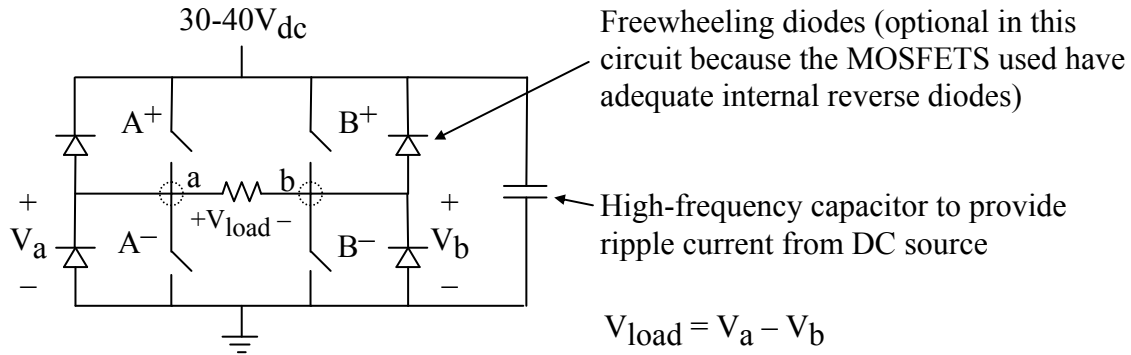 30-40Vdc
Freewheeling diodes (optional in this
circuit because the MOSFETS used have
adequate internal reverse diodes)
A+
B+
a
b
+Vload −
+
Va
−
A−
B−
+
Vb
−
High-frequency capacitor to provide
ripple current from DC source
Vload = Va – Vb